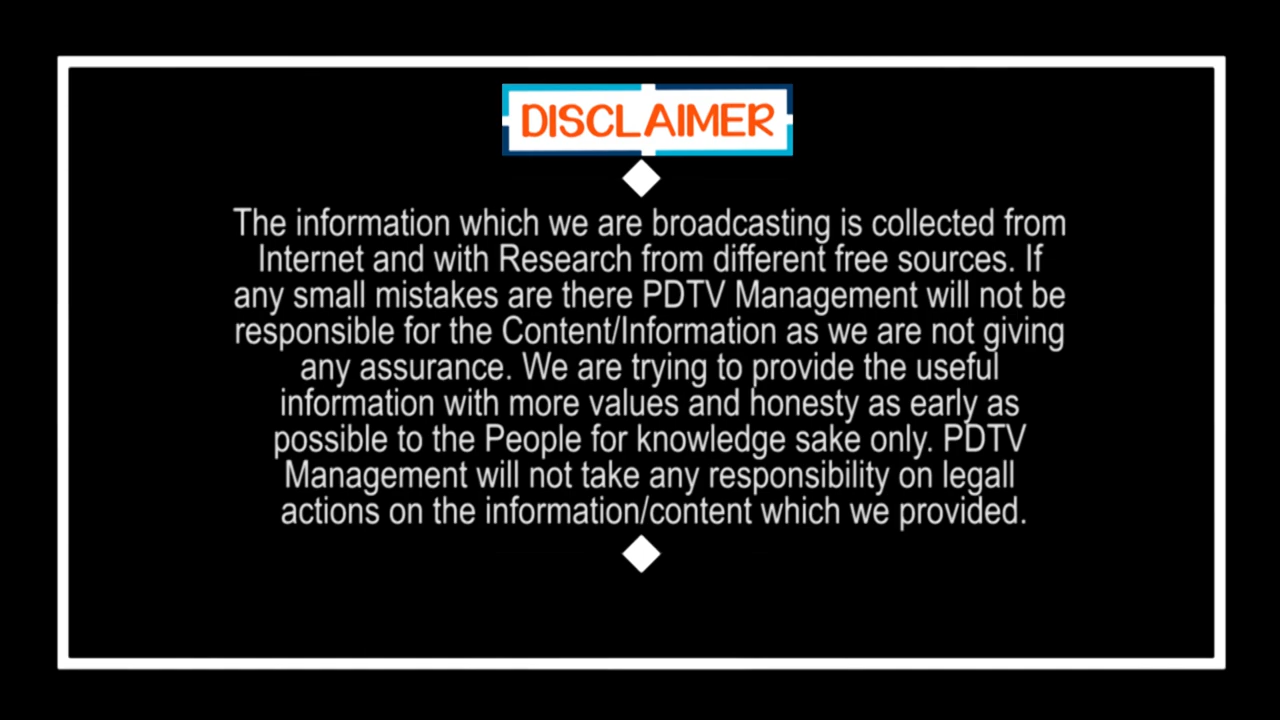 DISCLAIMER
The information which we are broadcasting is collected from
Internet and with Research from different free sources. If
any small mistakes are there PDTV Management will not be
responsible for the Content/Information as we are not giving
any assurance. We are trying to provide the useful
information with more values and honesty as early as
possible to the People for knowledge sake only. PDTV
Management will not take any responsibility on legall
actions on the information/content which we provided.